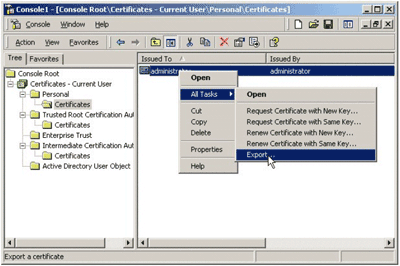 Console1 - [Console Root\Certificates - Current User\Personal\Certificates]
Console Window Help
Action View Favorites
Tree Favorites
Console Root
Certificates - Current User
Personal
Certificates
Trusted Root Certification Aut
Certificates
Enterprise Trust
Intermediate Certification Aut
Certificates
Active Directory User Object
Issued To Issued By
administrat administrator
Open
All Tasks
Cut
Copy
Delete
Properties
Help
Open
Request Certificate with New Key...
Request Certificate with Same Key...
Renew Certificate with New Key...
Renew Certificate with Same Key...
Export...
Export a certificate